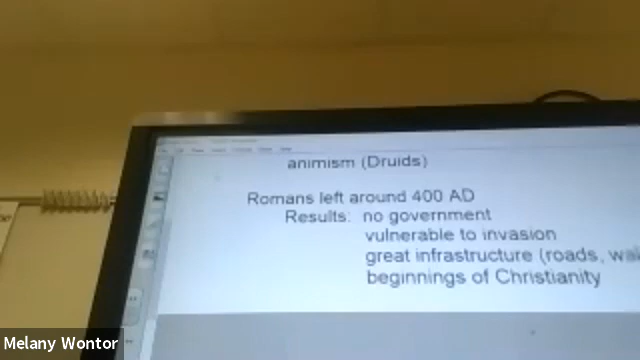 animism (Druids)
Romans left around 400 AD
Results: no government
vulnerable to invasion
great infrastructure (roads,
beginnings of Christianity
Melany Wontor